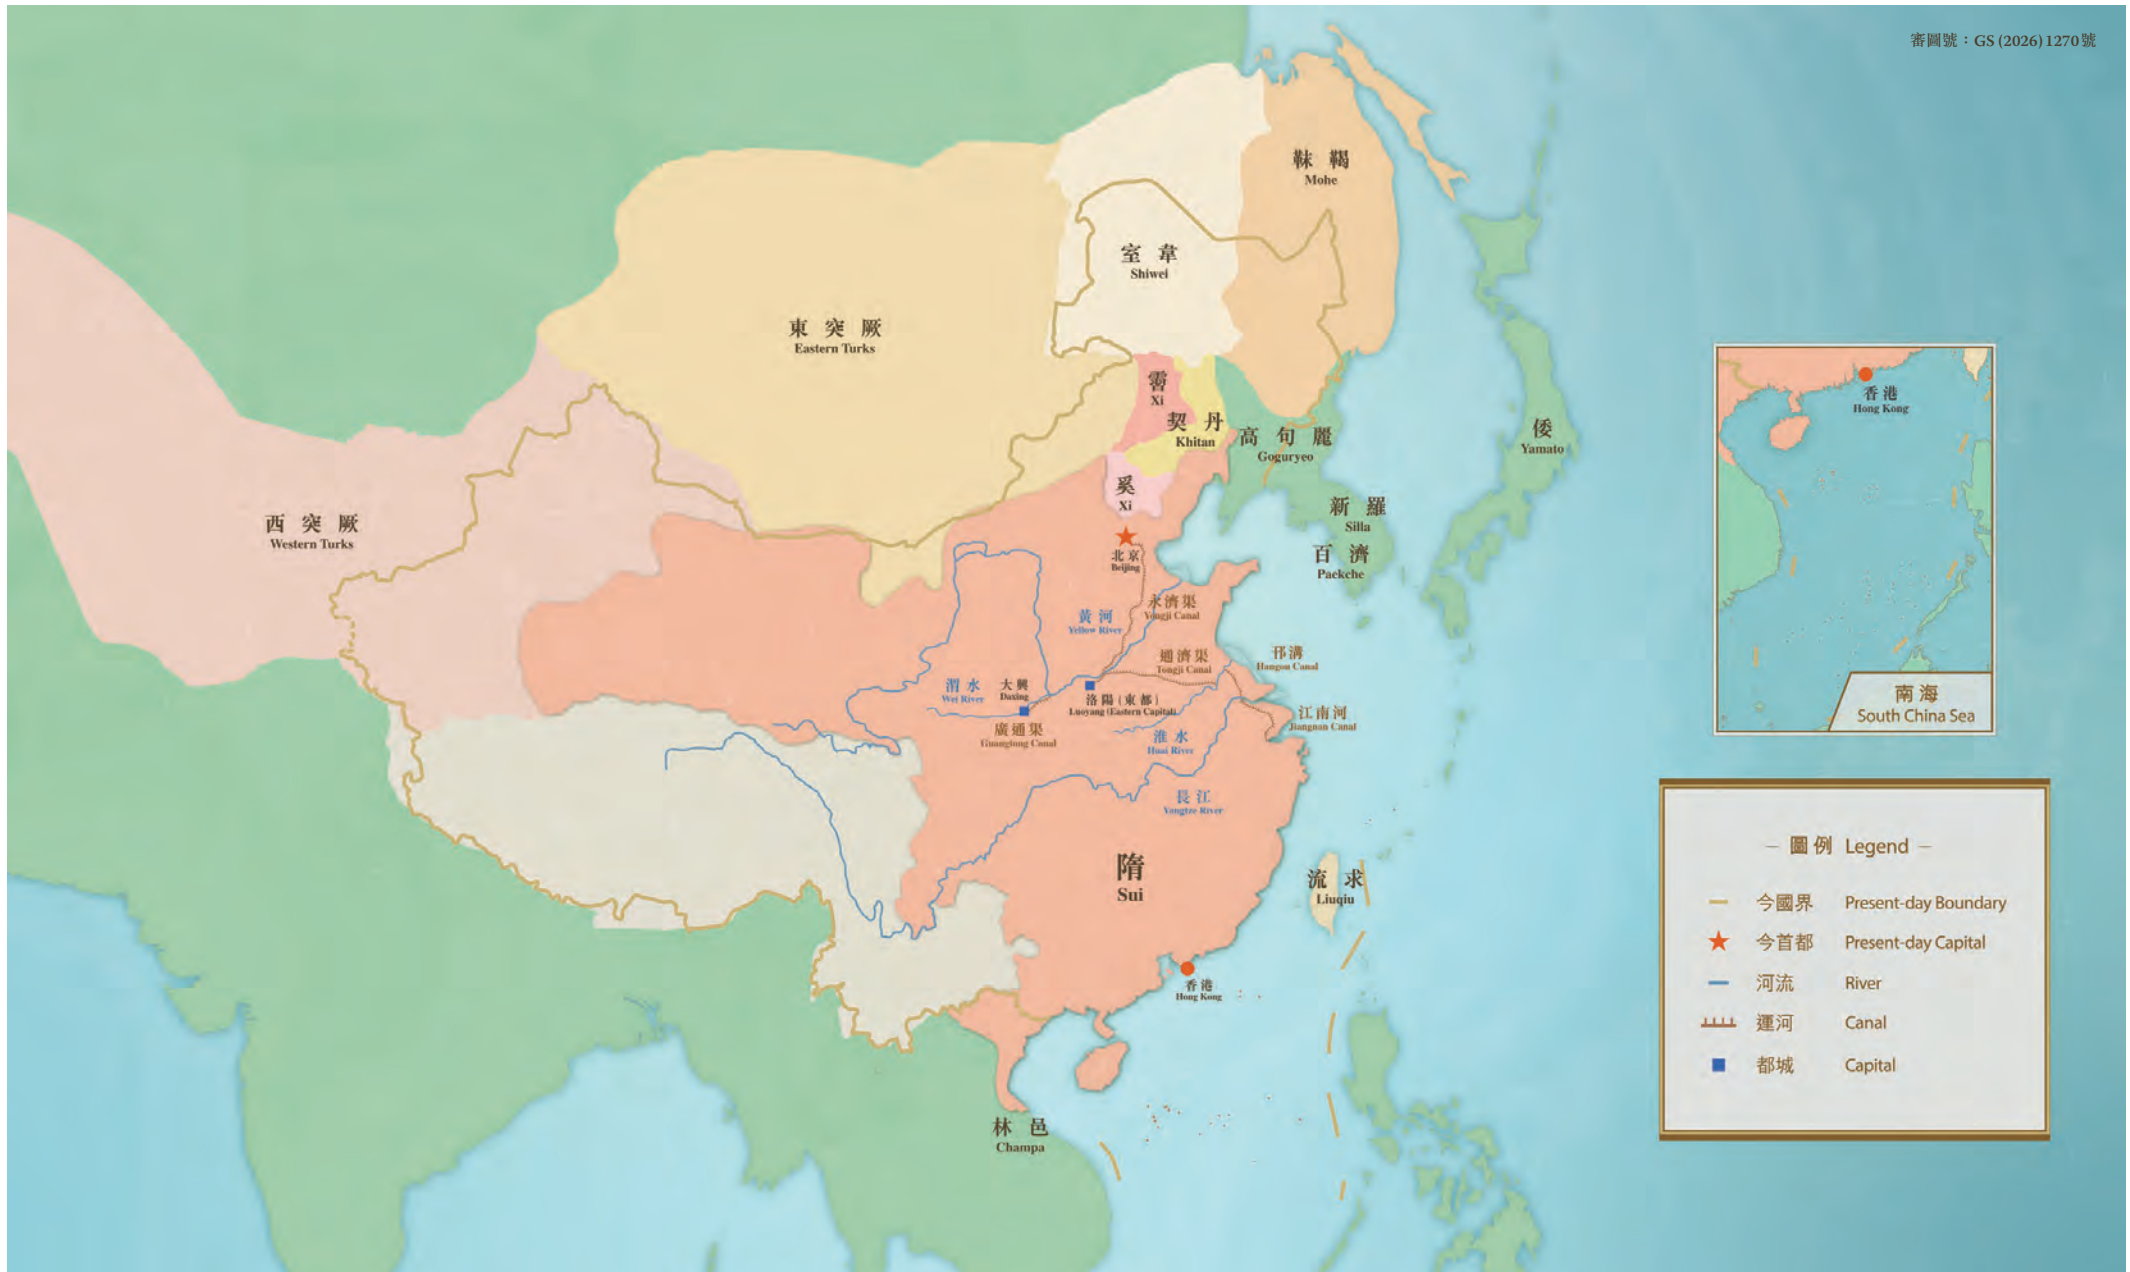 審圖號：GS (2026) 1270號
靺鞨
Mohe
室韋
Shiwei
東突厥
Eastern Turks
霫
Xi
契丹
Khitan
高句麗
Goguryeo
倭
Yamato
奚
Xi
新羅
Silla
百濟
Paekche
西突厥
Western Turks
北京
Beijing
永濟渠
Yongji Canal
黃河
Yellow River
通濟渠
Tongji Canal
邗溝
Hangou Canal
渭水
Wei River
大興
Daxing
洛陽（東都）
Luoyang (Eastern Capital)
廣通渠
Guangtong Canal
江南河
Jiangnan Canal
淮水
Huai River
長江
Yangtze River
隋
Sui
流求
Liuqiu
香港
Hong Kong
林邑
Champa
香港
Hong Kong
南海
South China Sea
－ 圖例 Legend －
今國界 Present-day Boundary
今首都 Present-day Capital
河流 River
運河 Canal
都城 Capital